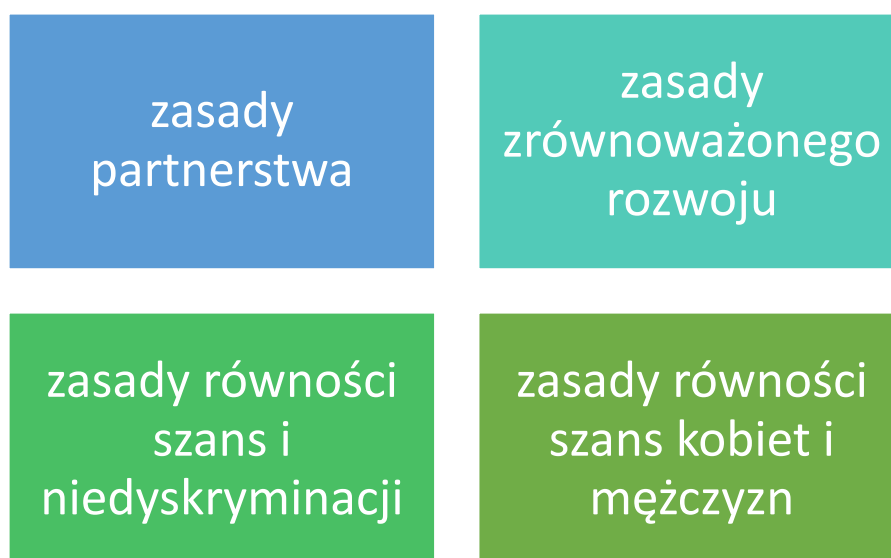 zasady
partnerstwa
zasady
zrównoważonego
rozwoju
zasady równości
szans i
niedyskryminacji
zasady równości
szans kobiet i
mężczyzn